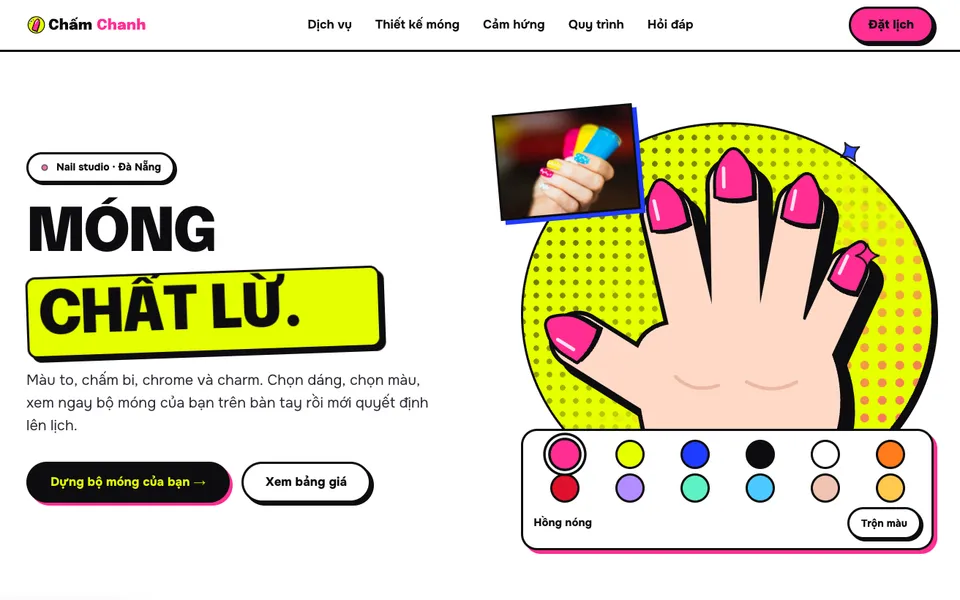 Chấm Chanh
Dịch vụ
Thiết kế móng
Cảm hứng
Quy trình
Hỏi đáp
Đặt lịch
Nail studio · Đà Nẵng
MÓNG
CHẤT LỪ.
Màu to, chấm bi, chrome và charm. Chọn dáng, chọn màu,
xem ngay bộ móng của bạn trên bàn tay rồi mới quyết định
lên lịch.
Dựng bộ móng của bạn →
Xem bảng giá
Hồng nóng
Trộn màu